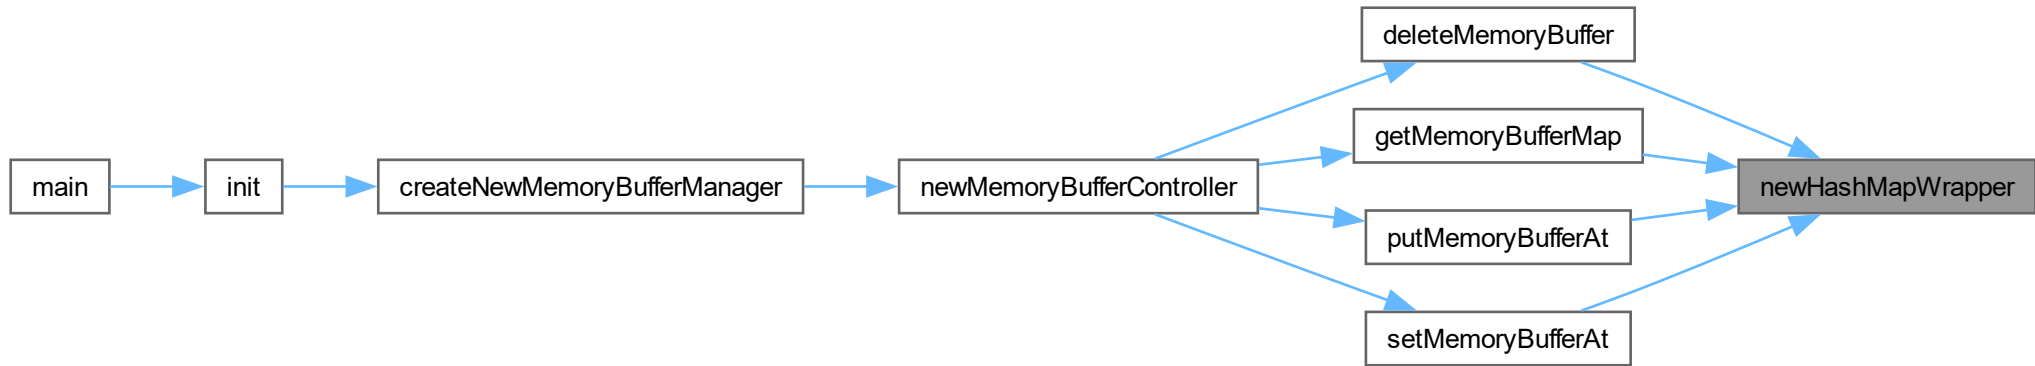 main
init
createNewMemoryBufferManager
newMemoryBufferController
deleteMemoryBuffer
getMemoryBufferMap
putMemoryBufferAt
setMemoryBufferAt
newHashMapWrapper